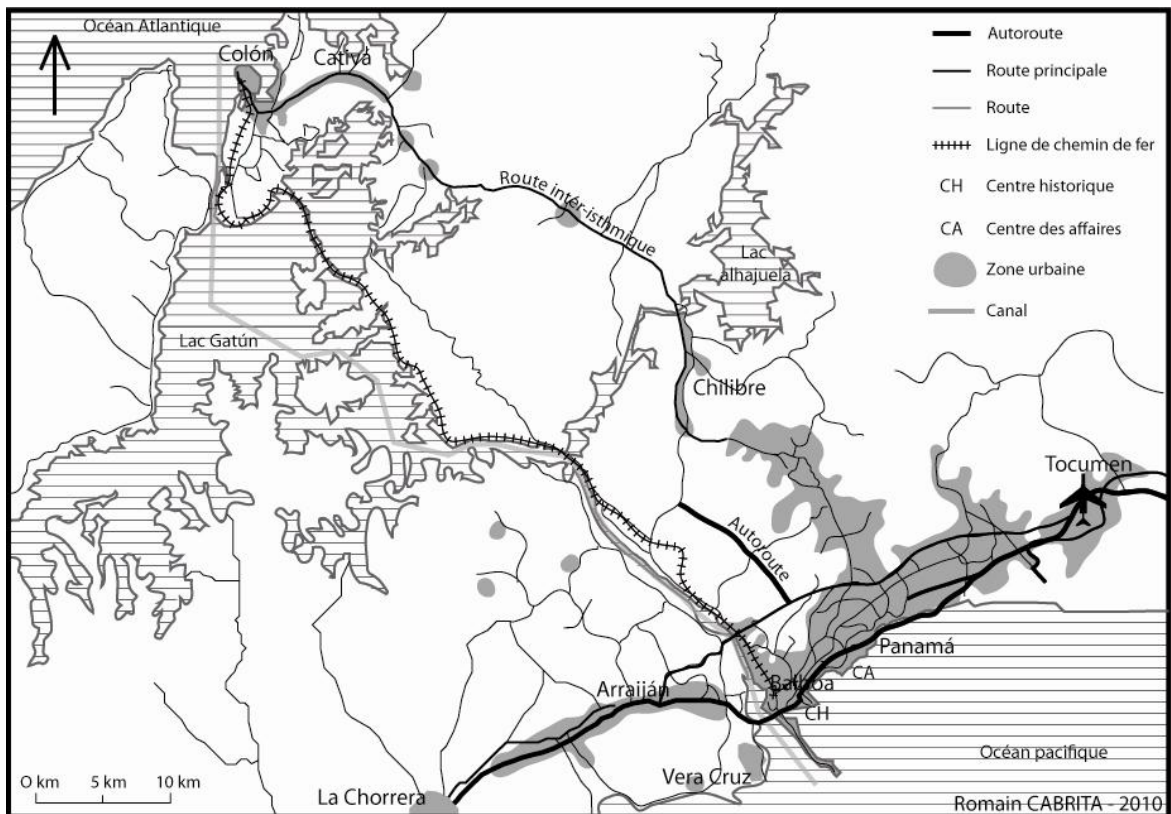 Océan Atlantique
Colón
Cativá
Autoroute
Route principale
Route
Ligne de chemin de fer
CH Centre historique
CA Centre des affaires
Zone urbaine
Canal
Route inter-isthmique
Lac
alhajuela
Lac Gatún
Chilibre
Tocumen
Autoroute
Panamá
CA
Balboa
CH
Arraiján
Océan pacifique
Vera Cruz
La Chorrera
O km 5 km 10 km
Romain CABRITA - 2010